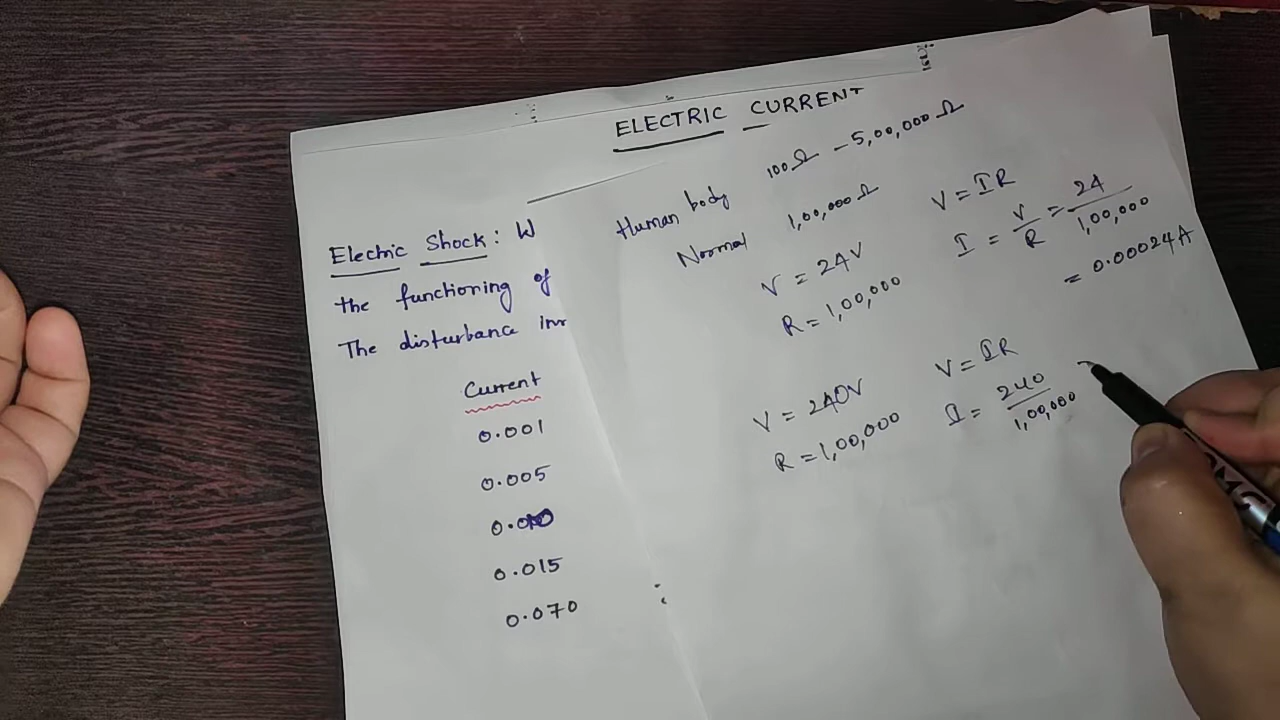 ELECTRIC CURRENT
Electric Shock: W
the functioning of
The disturbance inv
Current
0.001
0.005
0.015
0.070
Human body 100Ω - 5,00,000 Ω
Normal 1,00,000 Ω
V = 24V
R = 1,00,000
V = IR
I = V/R = 24/1,00,000
= 0.00024A
V = 240V
R = 1,00,000
V = IR
I = 240/1,00,000